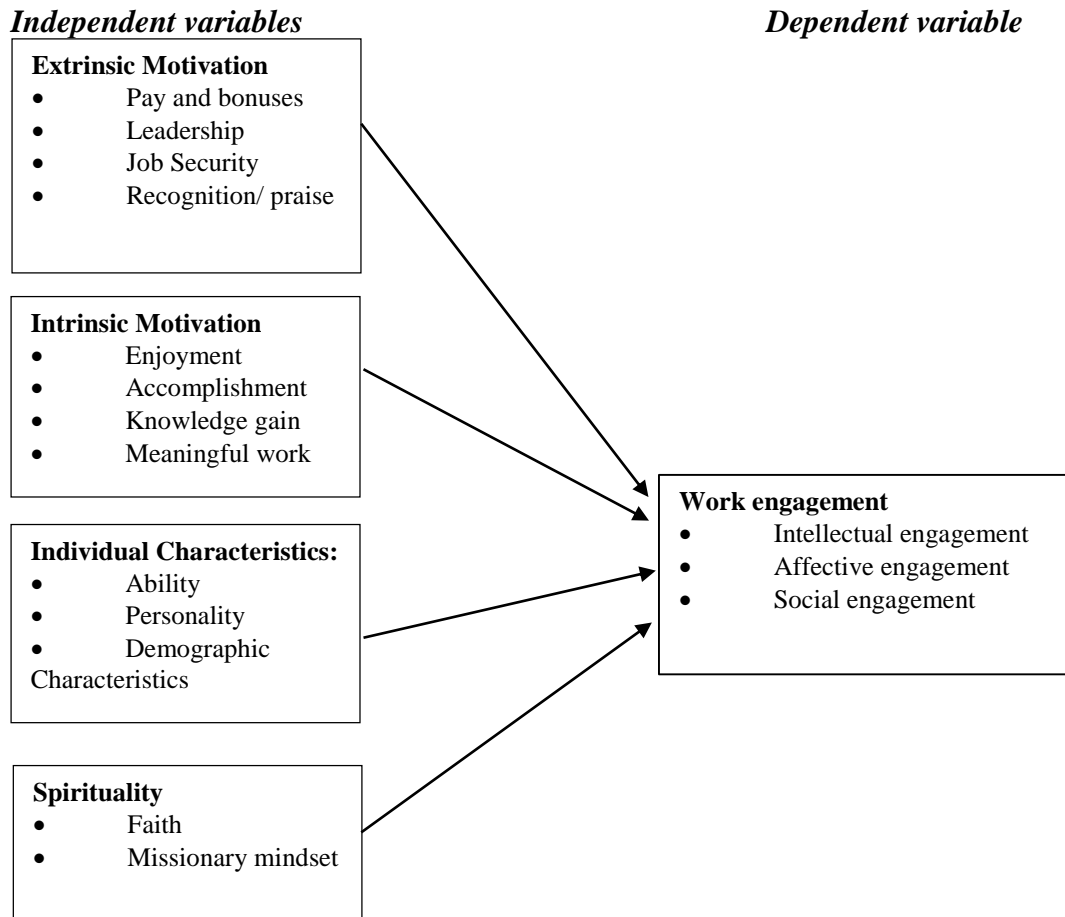 Independent variables
Dependent variable
Extrinsic Motivation
• Pay and bonuses
• Leadership
• Job Security
• Recognition/ praise
Intrinsic Motivation
• Enjoyment
• Accomplishment
• Knowledge gain
• Meaningful work
Individual Characteristics:
• Ability
• Personality
• Demographic
Characteristics
Spirituality
• Faith
• Missionary mindset
Work engagement
• Intellectual engagement
• Affective engagement
• Social engagement